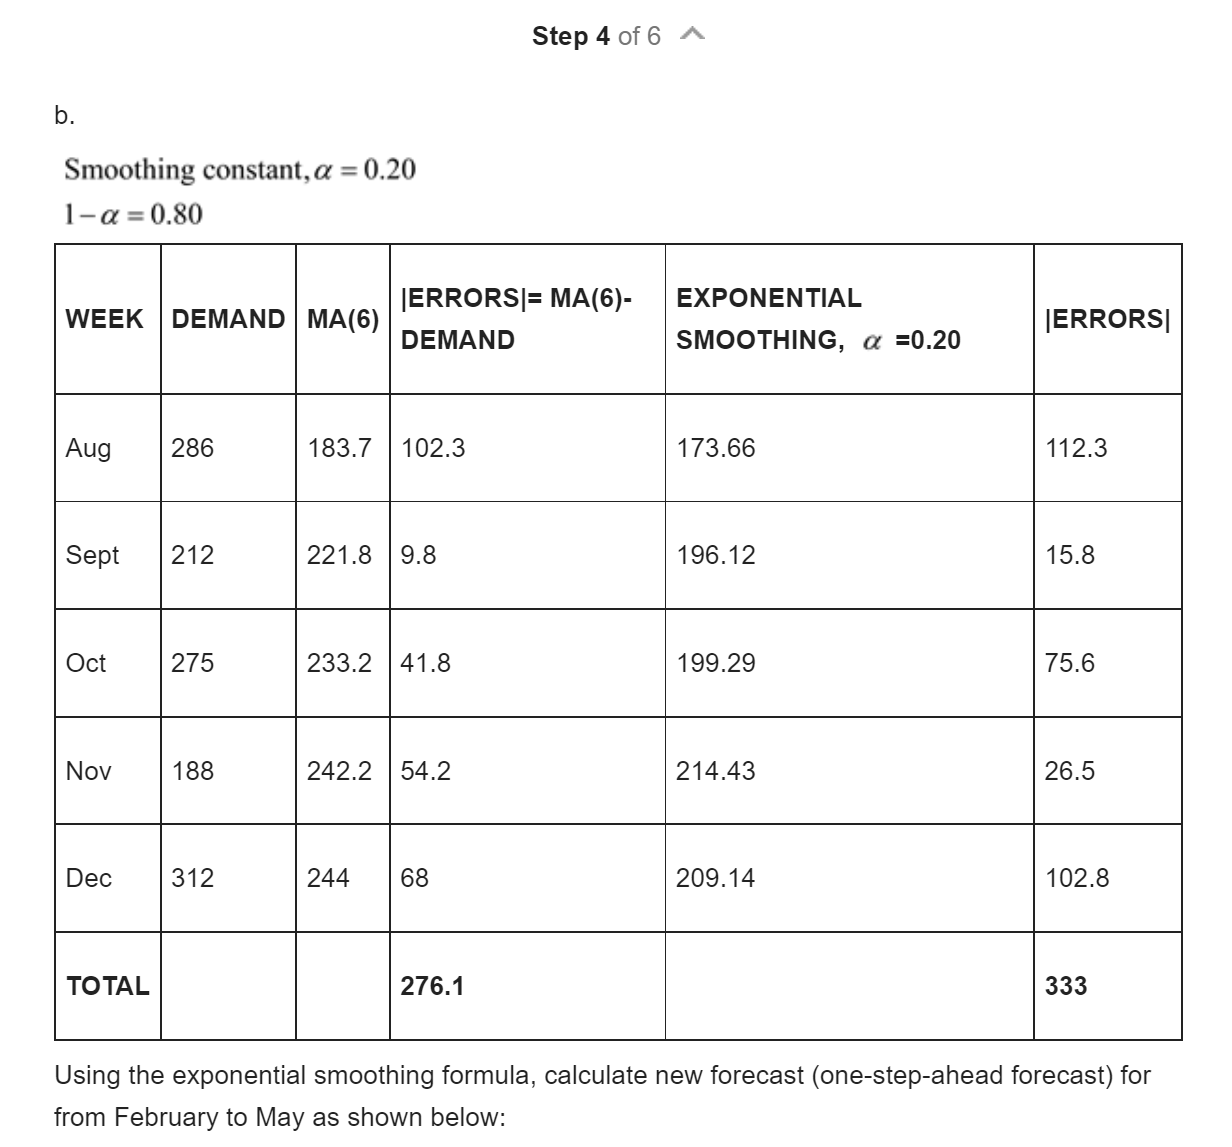 Step 4 of 6
b.
Smoothing constant, α = 0.20
1 − α = 0.80
WEEK DEMAND MA(6) |ERRORS|= MA(6)- DEMAND EXPONENTIAL SMOOTHING, α =0.20 |ERRORS|
Aug 286 183.7 102.3 173.66 112.3
Sept 212 221.8 9.8 196.12 15.8
Oct 275 233.2 41.8 199.29 75.6
Nov 188 242.2 54.2 214.43 26.5
Dec 312 244 68 209.14 102.8
TOTAL 276.1 333
Using the exponential smoothing formula, calculate new forecast (one-step-ahead forecast) for
from February to May as shown below: